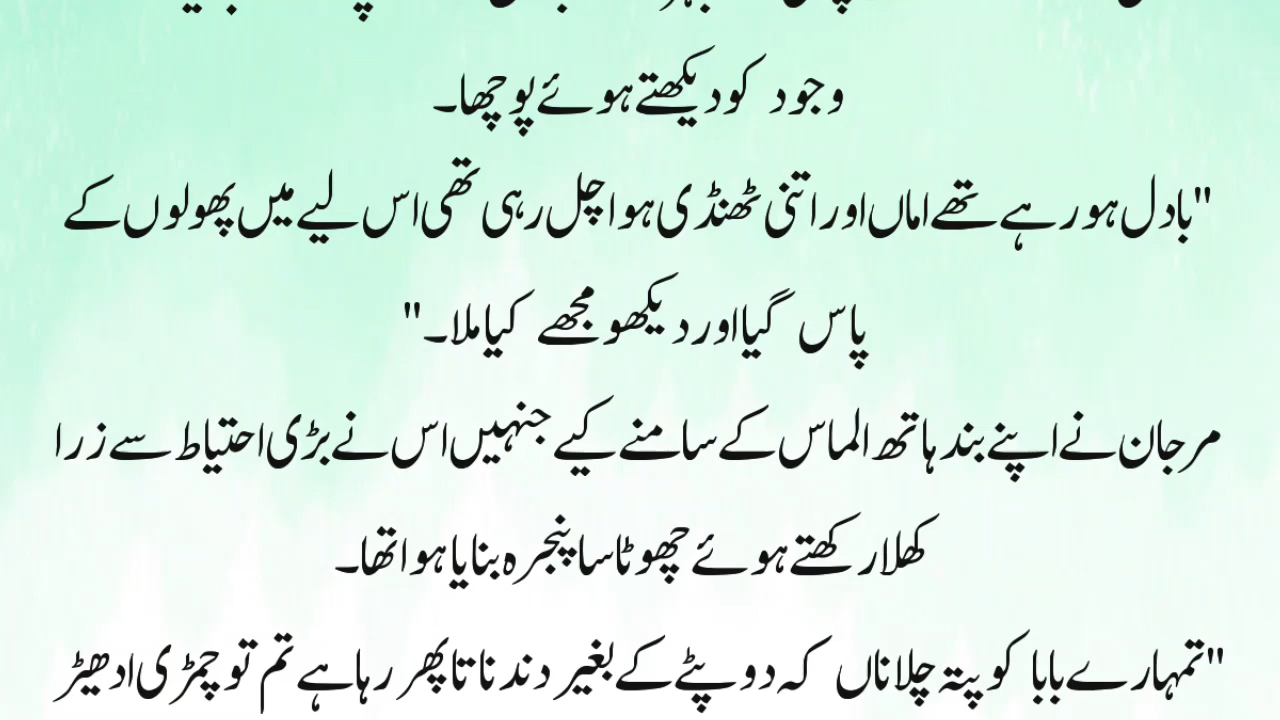 وجود کو دیکھتے ہوئے پوچھا۔
"بادل ہو رہے تھے اماں اور اتنی ٹھنڈی ہوا چل رہی تھی اس لیے میں پھولوں کے
پاس گیا اور دیکھو مجھے کیا ملا۔"
مرجان نے اپنے بند ہاتھ الماس کے سامنے کیے جنہیں اس نے بڑی احتیاط سے زرا
کھلا رکھتے ہوئے چھوٹا سا پنجرہ بنایا ہوا تھا۔
"تمہارے بابا کو پتہ چلا ناں کہ دوپٹے کے بغیر دندناتا پھر رہا ہے تم تو چمڑی ادھیڑ